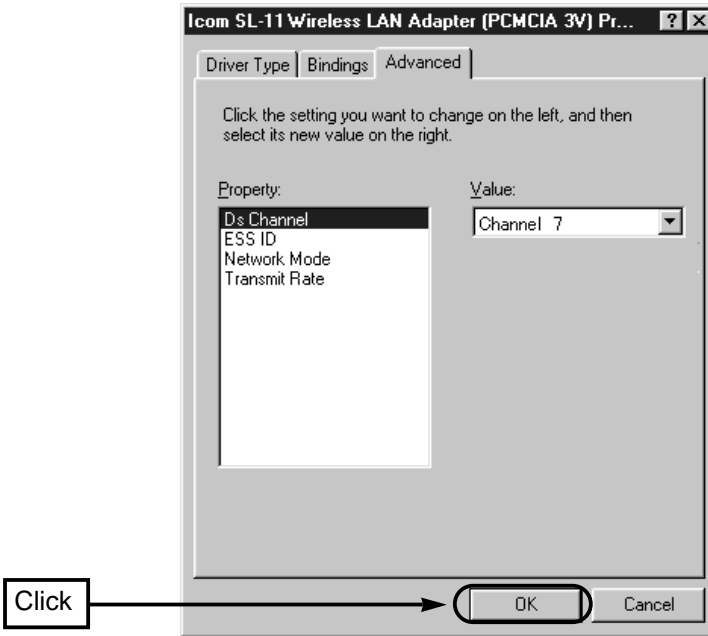 Icom SL-11 Wireless LAN Adapter (PCMCIA 3V) Pr...
Driver Type Bindings Advanced
Click the setting you want to change on the left, and then
select its new value on the right.
Property: Value:
Ds Channel Channel 7
ESS ID
Network Mode
Transmit Rate
Click OK Cancel